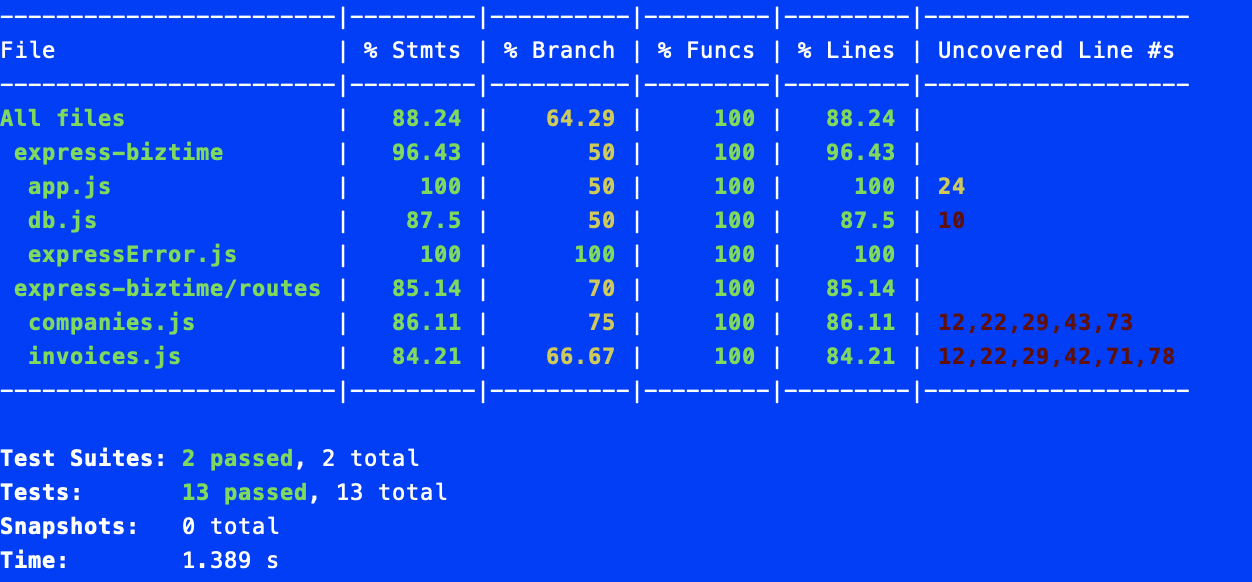 ------------------------|---------|----------|---------|---------|-------------------
File                    | % Stmts | % Branch | % Funcs | % Lines | Uncovered Line #s
------------------------|---------|----------|---------|---------|-------------------
All files               |   88.24 |    64.29 |     100 |   88.24 |
 express-biztime        |   96.43 |       50 |     100 |   96.43 |
  app.js                |     100 |       50 |     100 |     100 | 24
  db.js                 |    87.5 |       50 |     100 |    87.5 | 10
  expressError.js       |     100 |      100 |     100 |     100 |
 express-biztime/routes |   85.14 |       70 |     100 |   85.14 |
  companies.js          |   86.11 |       75 |     100 |   86.11 | 12,22,29,43,73
  invoices.js           |   84.21 |    66.67 |     100 |   84.21 | 12,22,29,42,71,78
------------------------|---------|----------|---------|---------|-------------------
Test Suites: 2 passed, 2 total
Tests:       13 passed, 13 total
Snapshots:   0 total
Time:        1.389 s